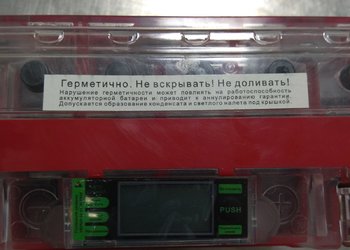 Герметично. Не вскрывать! Не доливать!
Нарушение герметичности может повлиять на работоспособность
аккумуляторной батареи и приводит к аннулированию гарантии.
Допускается образование конденсата и светлого налета под крышкой.
PUSH